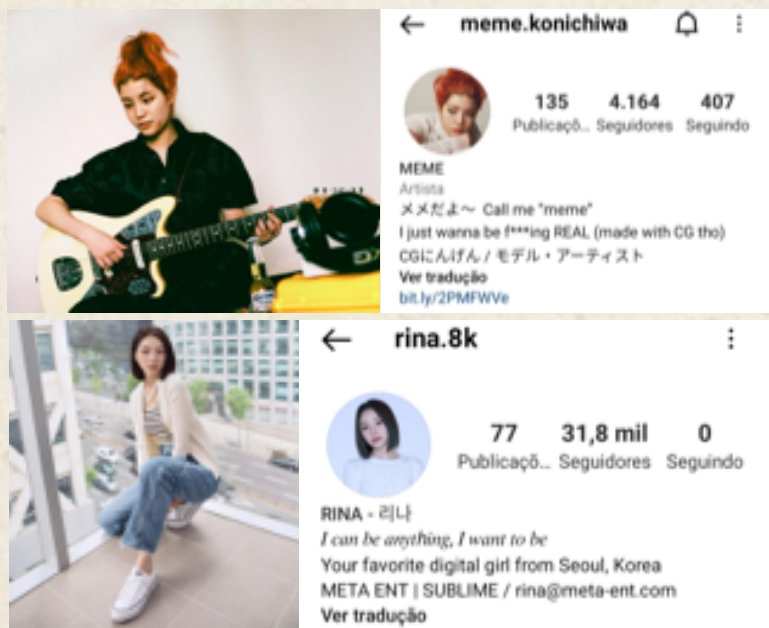 meme.konichiwa
135 4.164 407
Publicaçõ... Seguidores Seguindo
MEME
Artista
メメだよ〜 Call me "meme"
I just wanna be f***ing REAL (made with CG tho)
CGにんげん / モデル・アーティスト
Ver tradução
bit.ly/2PMFWVe
rina.8k
77 31,8 mil 0
Publicaçõ... Seguidores Seguindo
RINA - 리나
I can be anything, I want to be
Your favorite digital girl from Seoul, Korea
META ENT | SUBLIME / rina@meta-ent.com
Ver tradução